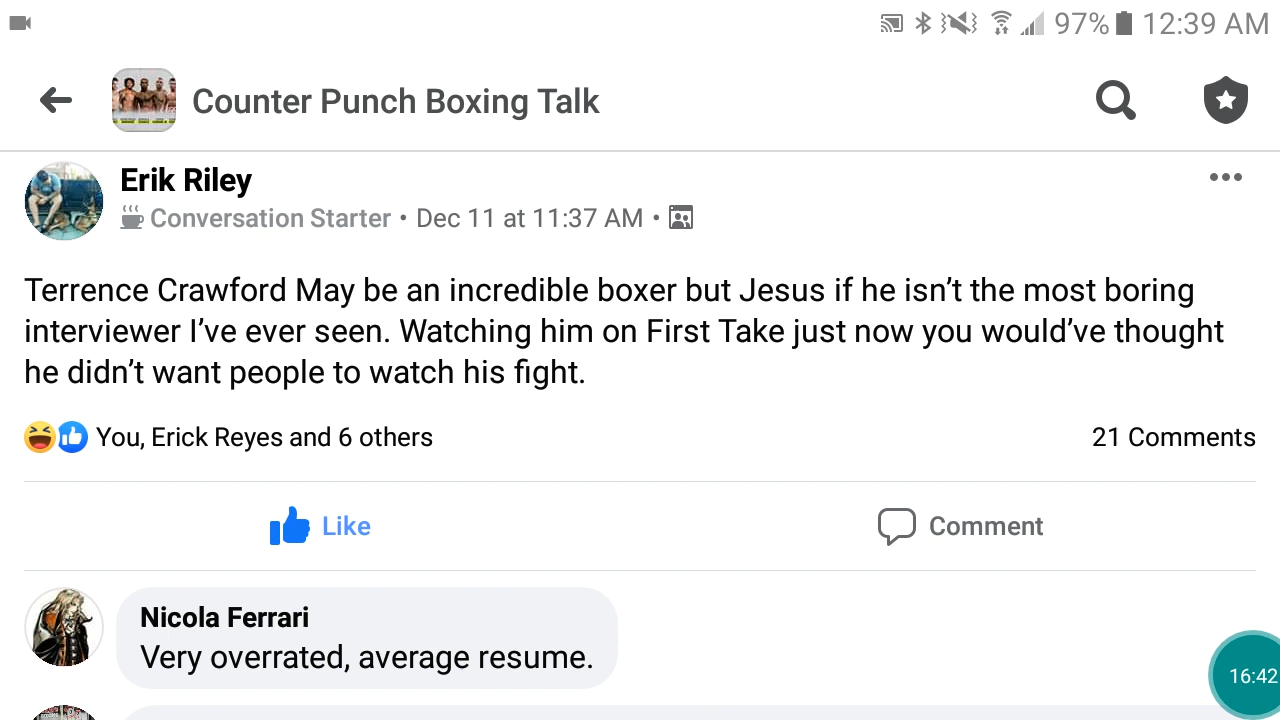 97% 12:39 AM
Counter Punch Boxing Talk
Erik Riley
Conversation Starter • Dec 11 at 11:37 AM •
Terrence Crawford May be an incredible boxer but Jesus if he isn’t the most boring
interviewer I’ve ever seen. Watching him on First Take just now you would’ve thought
he didn’t want people to watch his fight.
You, Erick Reyes and 6 others
21 Comments
Like
Comment
Nicola Ferrari
Very overrated, average resume.
16:42